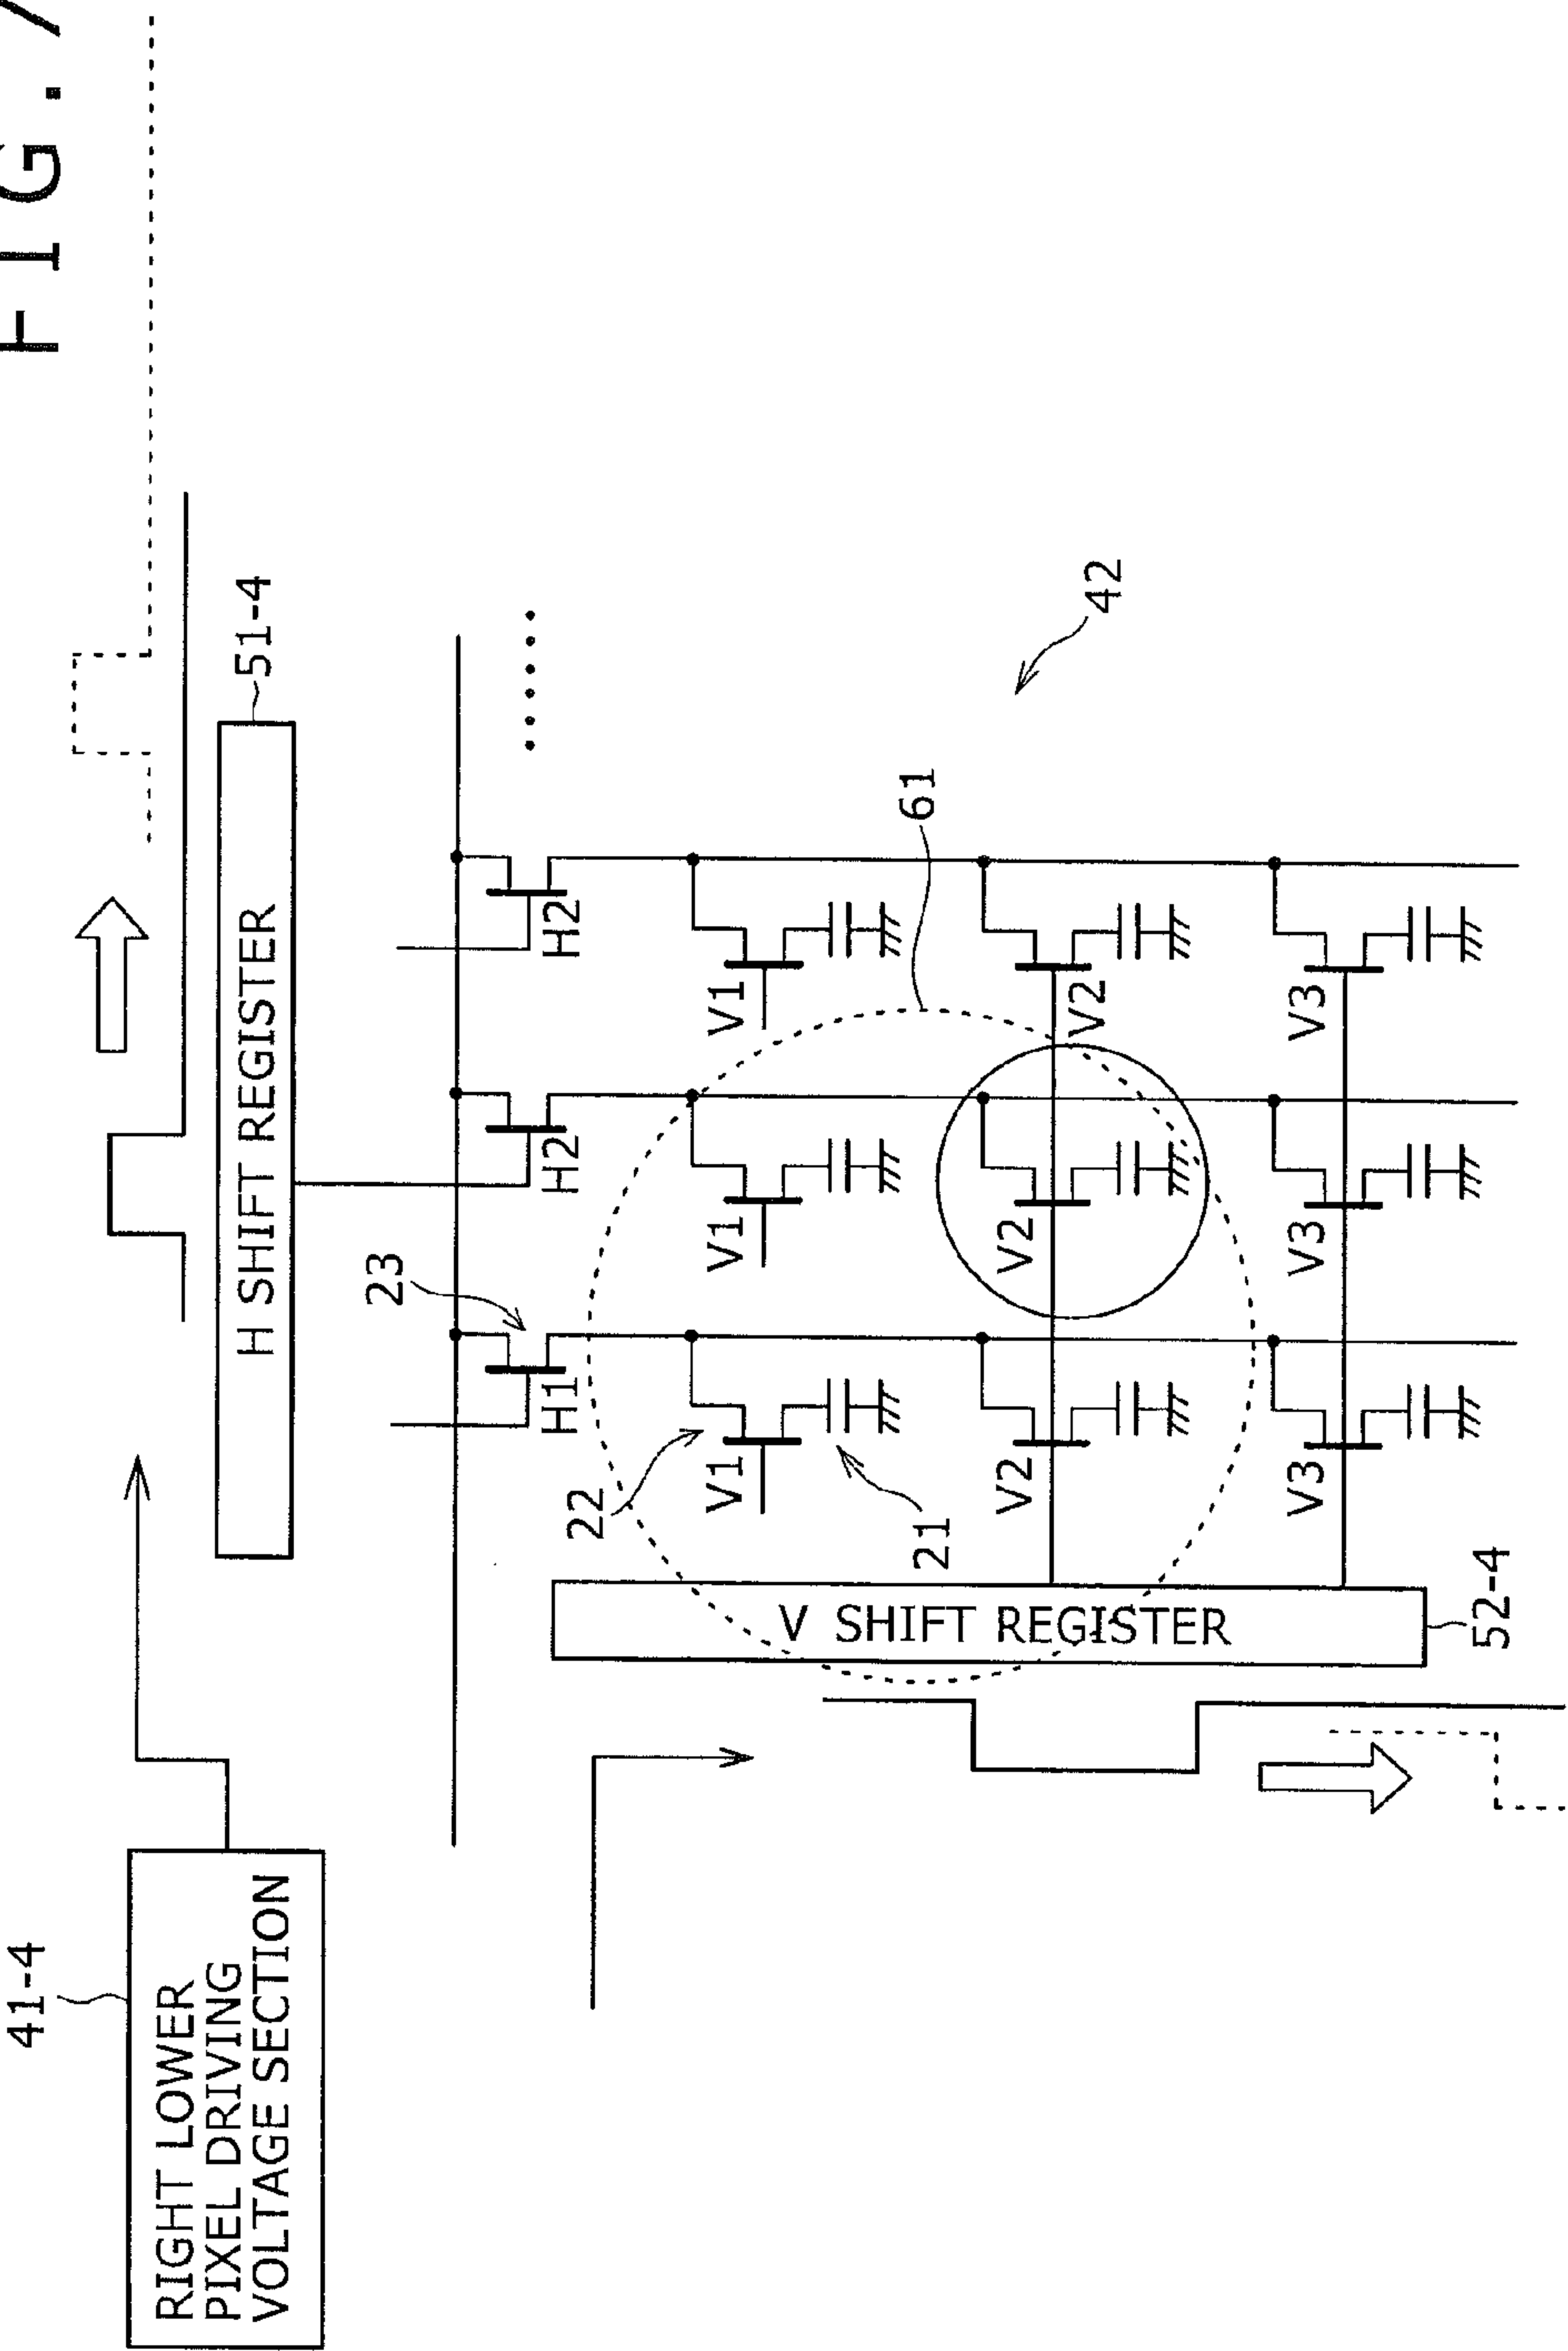 FIG. 7
41-4
RIGHT LOWER
PIXEL DRIVING
VOLTAGE SECTION
H SHIFT REGISTER
51-4
23
H1
H2
H2
......
22
V1
V1
V1
61
21
42
V2
V2
V2
V SHIFT REGISTER
V3
V3
V3
52-4